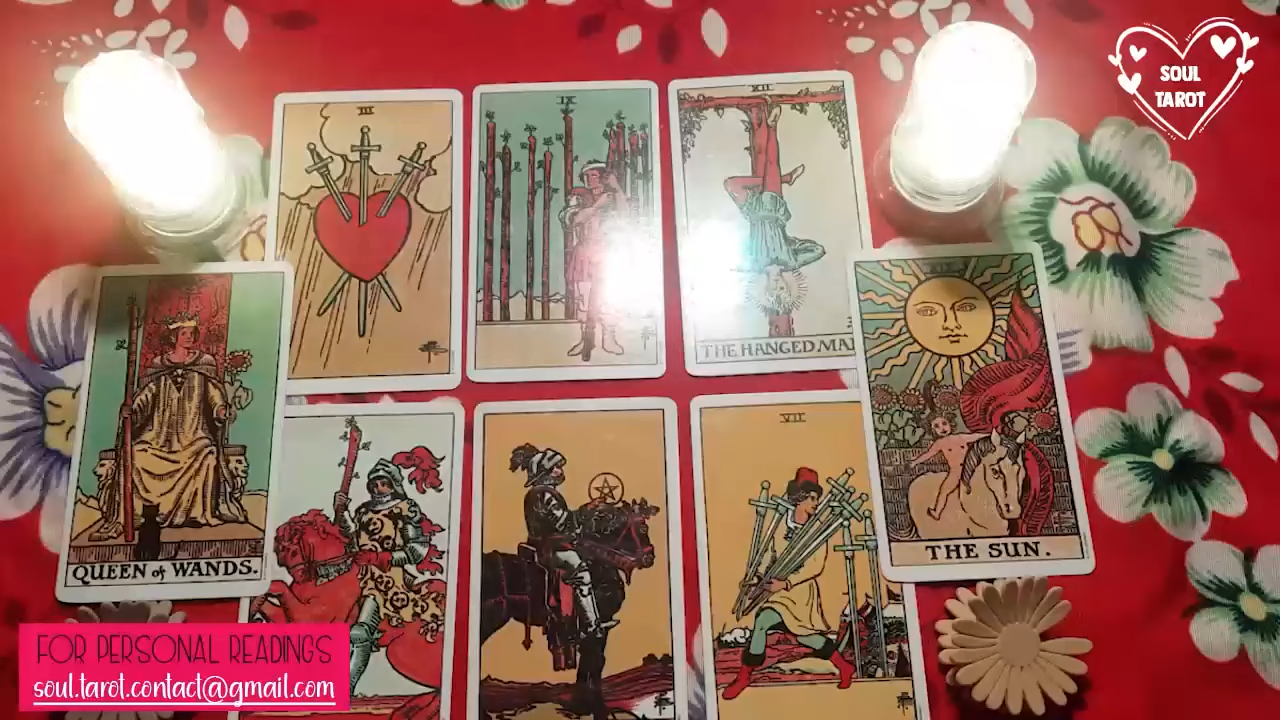 SOUL
TAROT
III
IX
XII
THE HANGED MA
QUEEN of WANDS.
VII
THE SUN.
FOR PERSONAL READINGS
soul.tarot.contact@gmail.com